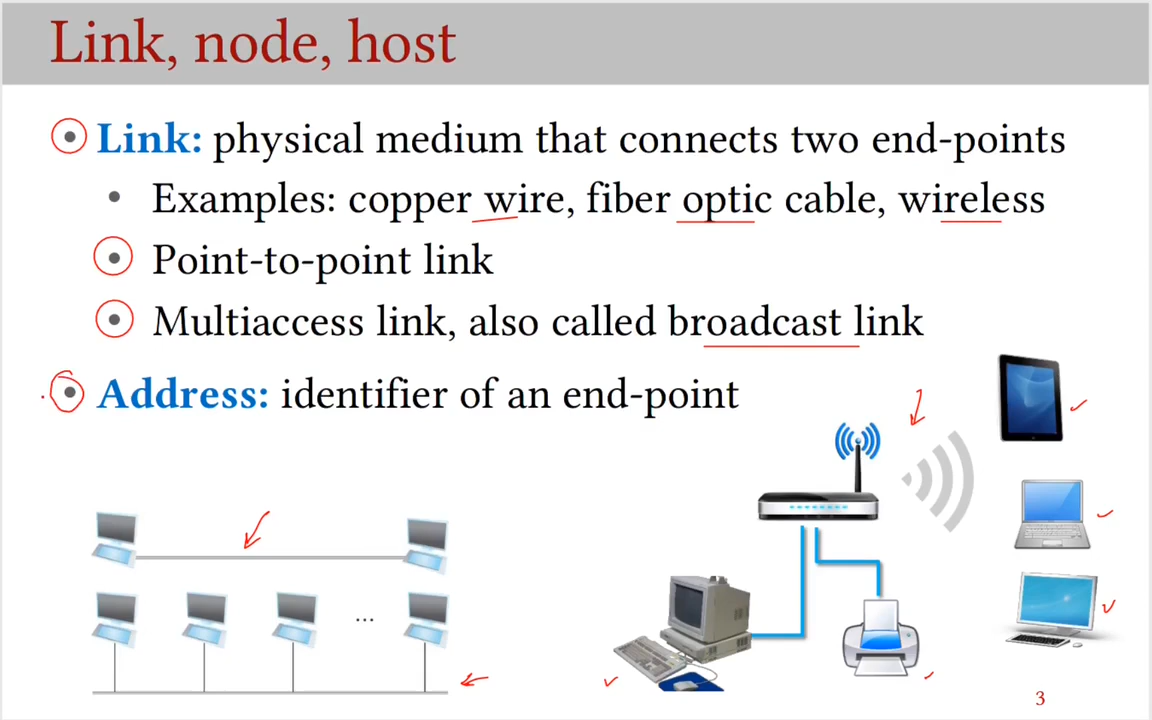 Link, node, host
• Link: physical medium that connects two end-points
• Examples: copper wire, fiber optic cable, wireless
• Point-to-point link
• Multiaccess link, also called broadcast link
• Address: identifier of an end-point
...
3